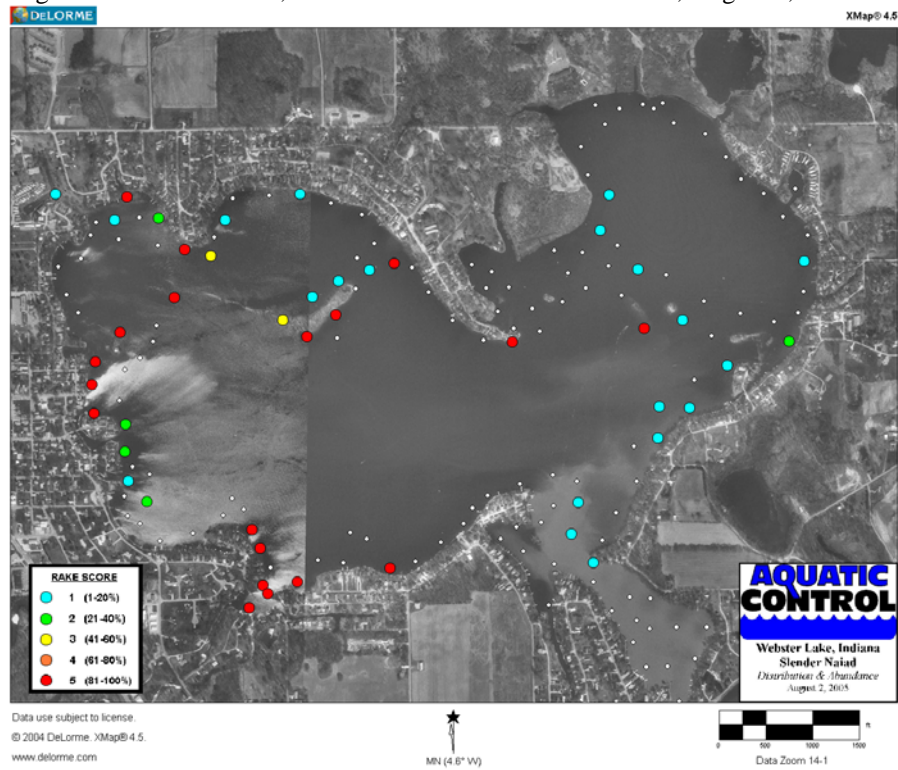 DELORME
XMap® 4.5
RAKE SCORE
1 (1-20%)
2 (21-40%)
3 (41-60%)
4 (61-80%)
5 (81-100%)
AQUATIC
CONTROL
Webster Lake, Indiana
Slender Naiad
Distribution & Abundance
August 2, 2005
Data use subject to license.
© 2004 DeLorme. XMap® 4.5.
www.delorme.com
MN (4.6° W)
ft
0 500 1000 1500
Data Zoom 14-1